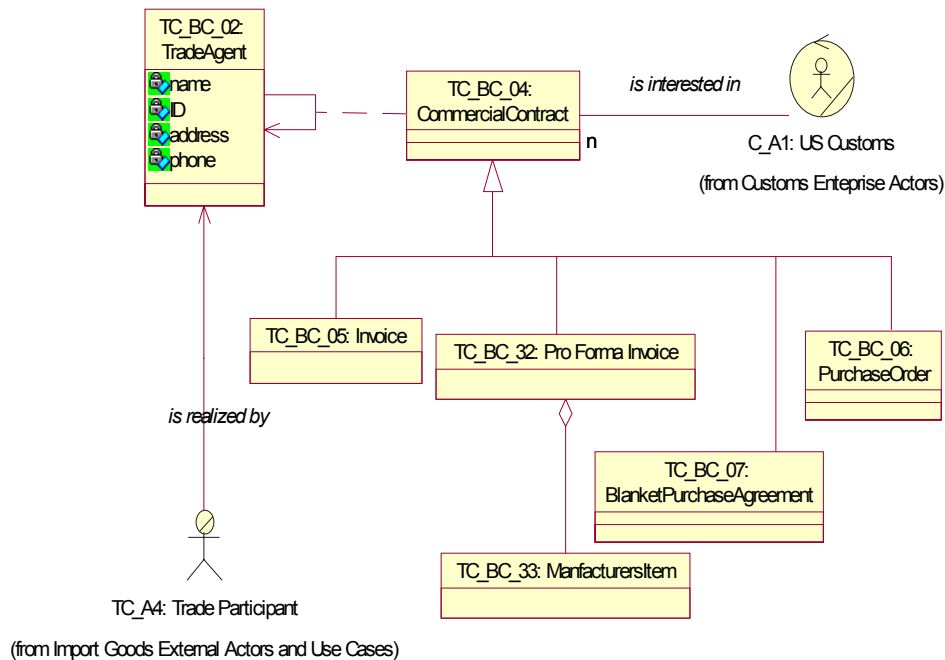 TC_BC_02:
TradeAgent
name
ID
address
phone
TC_BC_04:
CommercialContract
n
is interested in
C_A1: US Customs
(from Customs Enteprise Actors)
TC_BC_05: Invoice
TC_BC_32: Pro Forma Invoice
TC_BC_06:
PurchaseOrder
is realized by
TC_BC_07:
BlanketPurchaseAgreement
TC_BC_33: ManfacturersItem
TC_A4: Trade Participant
(from Import Goods External Actors and Use Cases)